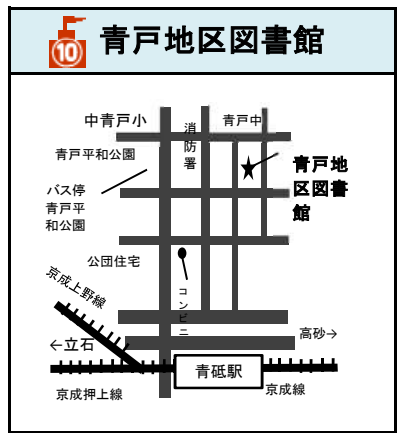 10 青戸地区図書館
中青戸小
消防署
青戸中
青戸平和公園
青戸地
区図書
館
バス停
青戸平
和公園
公団住宅
コンビニ
京成上野線
高砂→
←立石
青砥駅
京成押上線
京成線